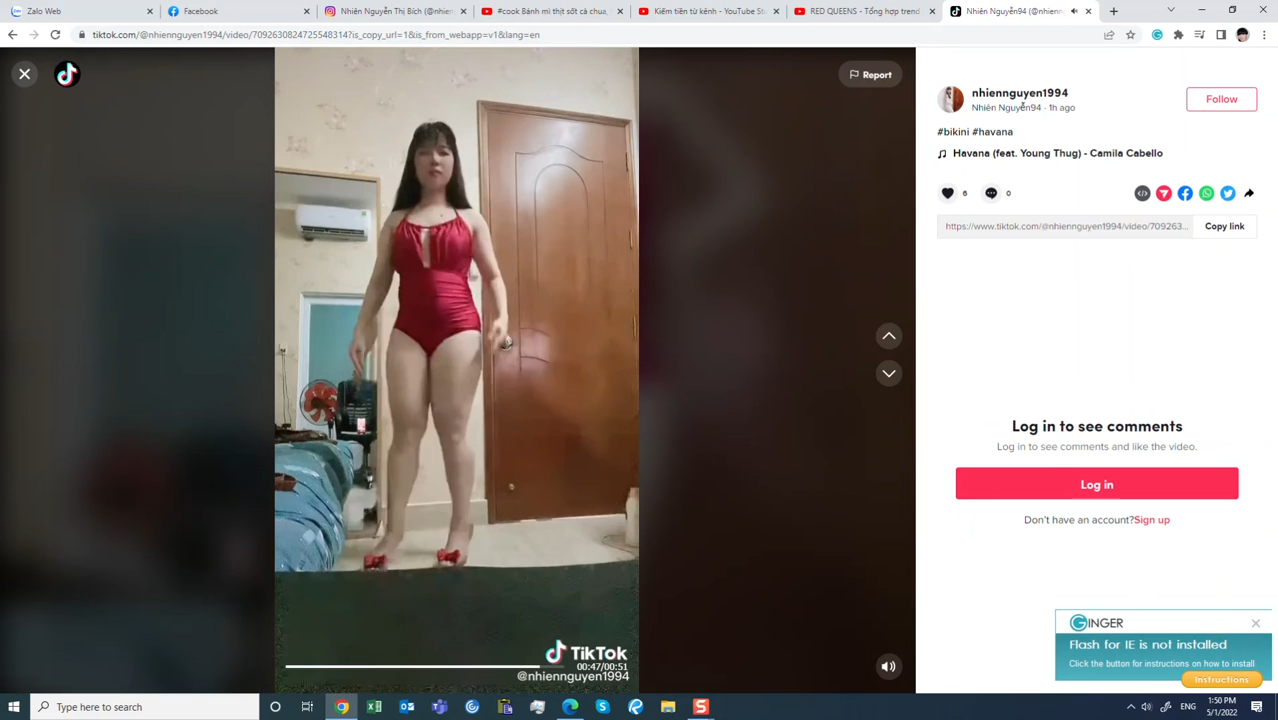 Zalo Web
Facebook
Nhiên Nguyễn Thị Bích (@nhien
#cook Bánh mì thịt sốt cà chua,
Kiếm tiền từ kênh - YouTube St
RED QUEENS - Tổng hợp trend
Nhiên Nguyễn94 (@nhienn
tiktok.com/@nhiennguyen1994/video/7092630824725548314?is_copy_url=1&is_from_webapp=v1&lang=en
Report
nhiennguyen1994
Nhiên Nguyễn94 · 1h ago
Follow
#bikini #havana
Havana (feat. Young Thug) - Camila Cabello
6
0
https://www.tiktok.com/@nhiennguyen1994/video/709263...
Copy link
Log in to see comments
Log in to see comments and like the video.
Log in
Don't have an account? Sign up
TikTok
00:47/00:51
@nhiennguyen1994
GINGER
Flash for IE is not installed
Click the button for instructions on how to install
Instructions
Type here to search
ENG
1:50 PM
5/1/2022